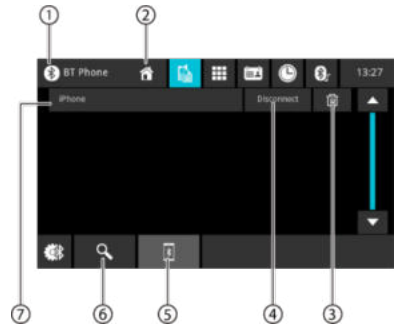 ① ②
BT Phone 13:27
iPhone Disconnect
⑦ ⑥ ⑤ ④ ③